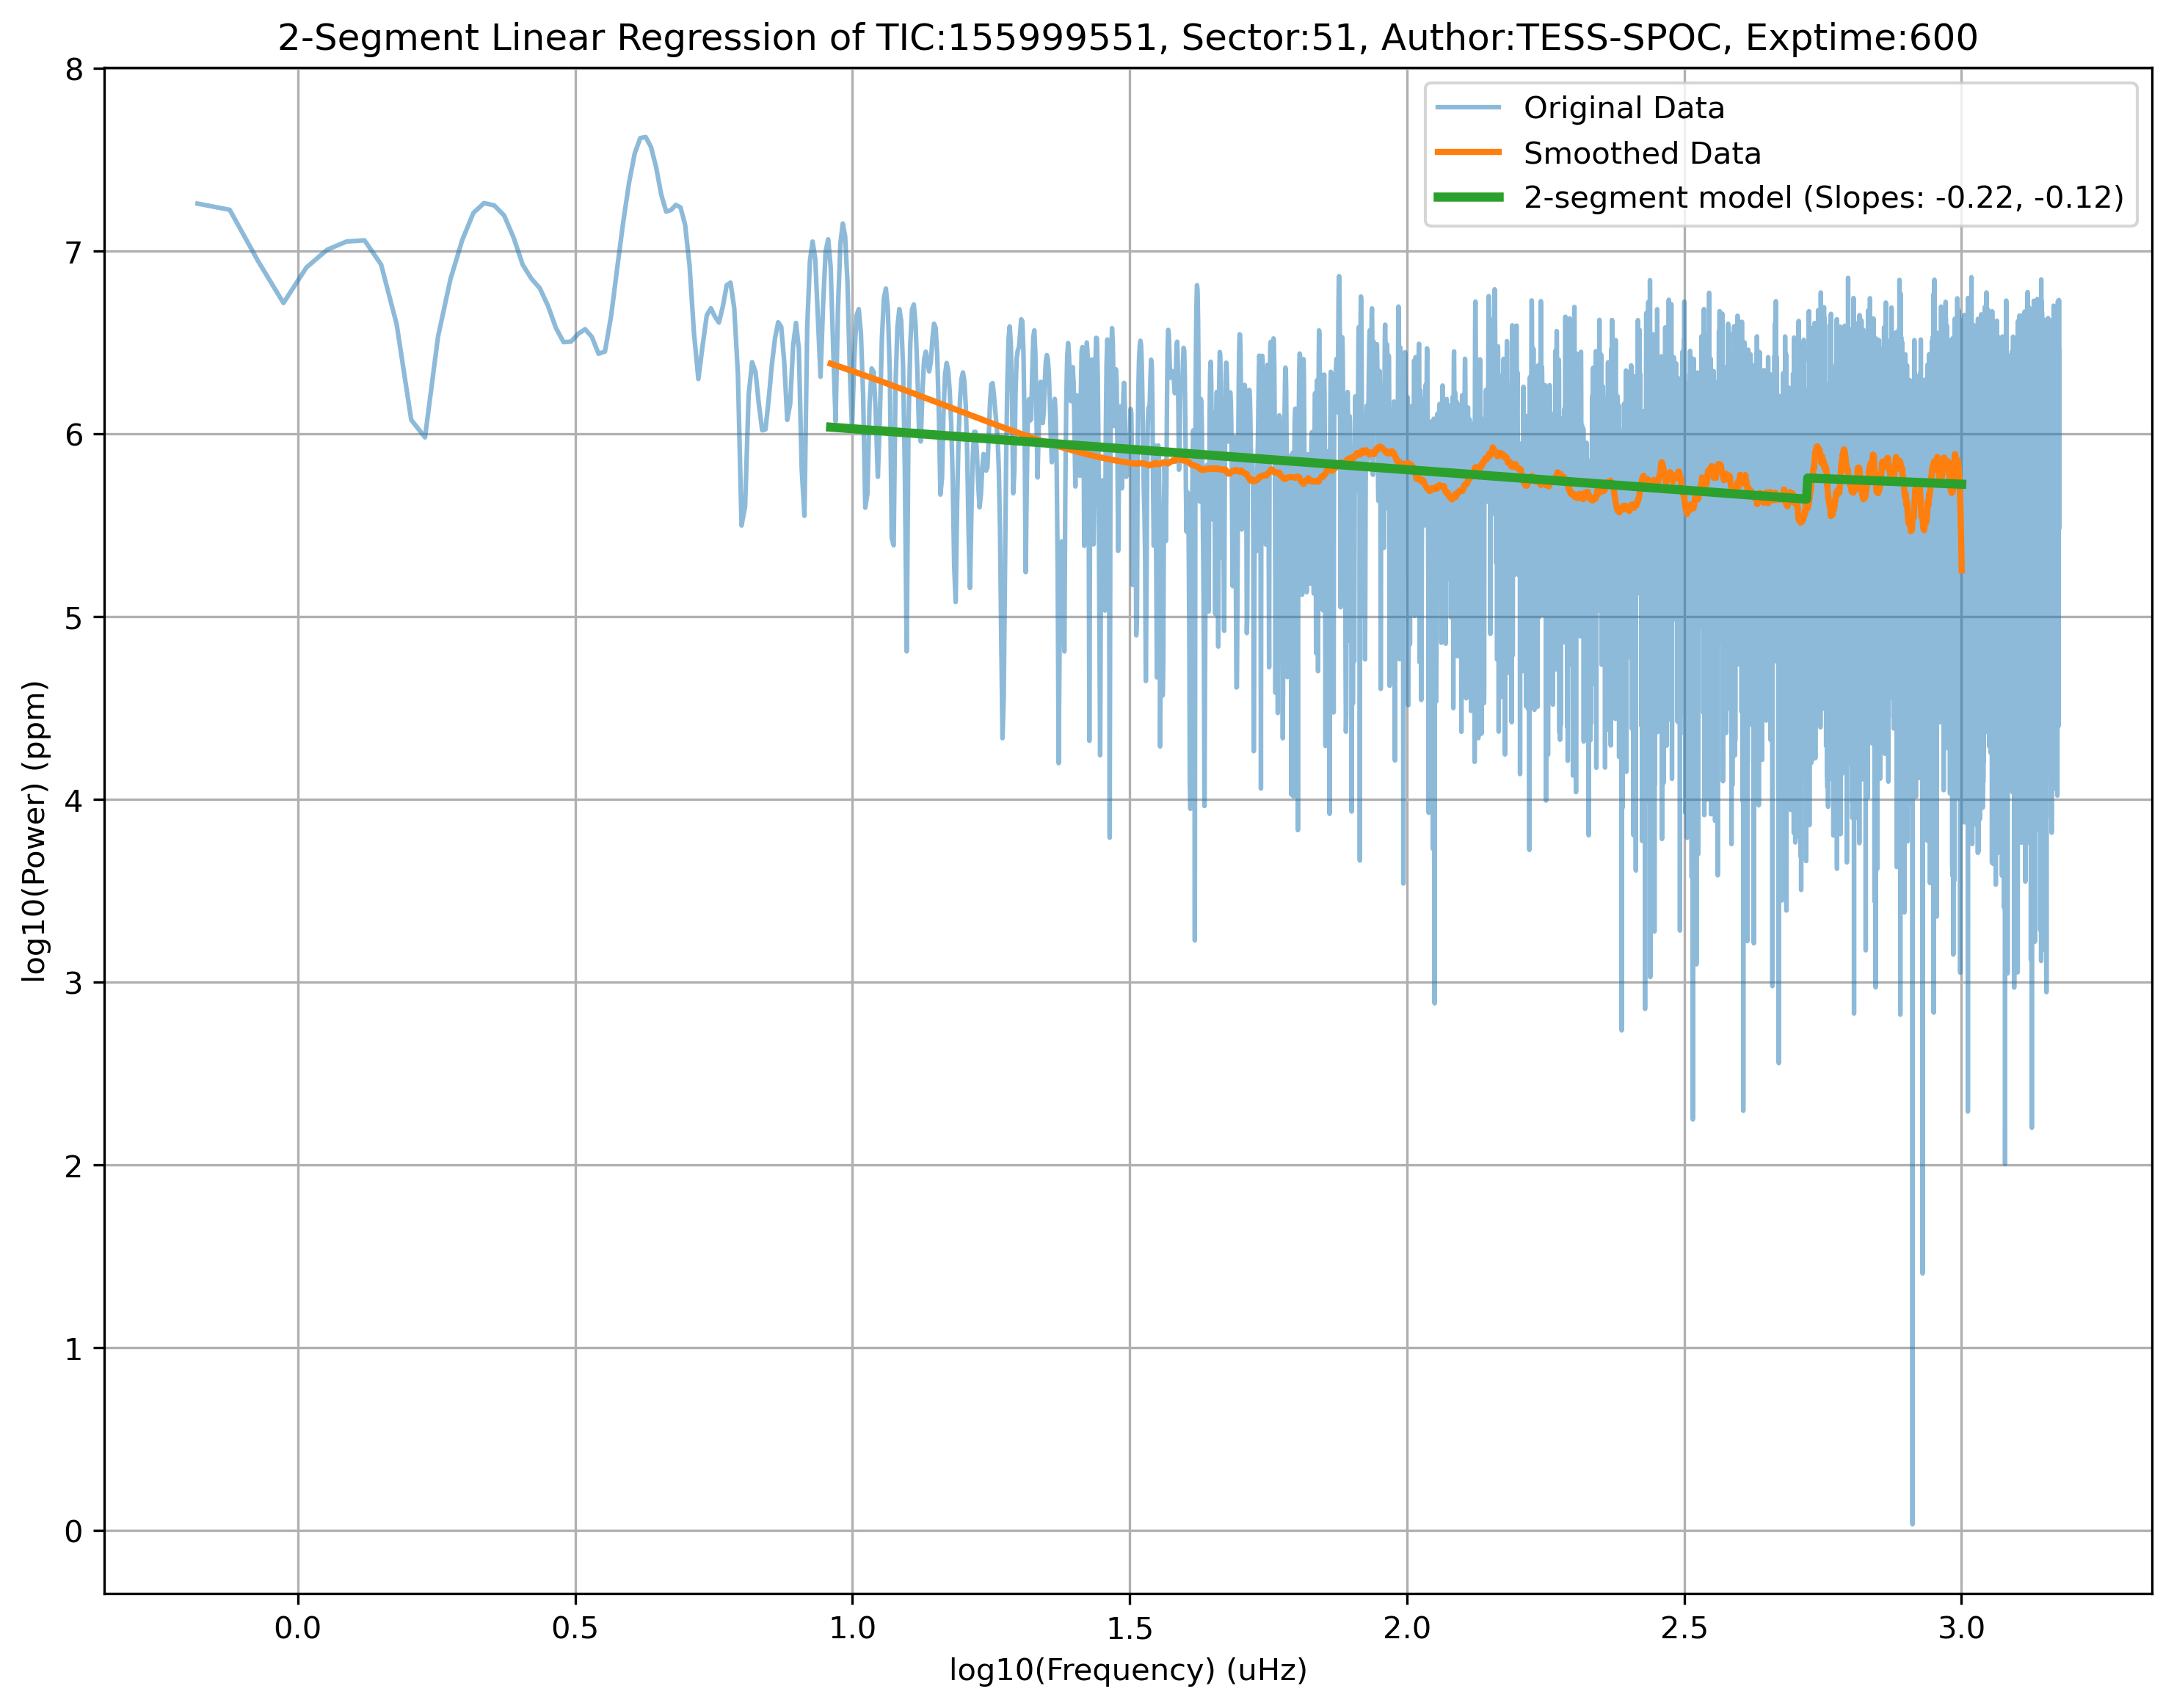 2-Segment Linear Regression of TIC:155999551, Sector:51, Author:TESS-SPOC, Exptime:600
Original Data
Smoothed Data
2-segment model (Slopes: -0.22, -0.12)
log10(Power) (ppm)
8
7
6
5
4
3
2
1
0
0.0 0.5 1.0 1.5 2.0 2.5 3.0
log10(Frequency) (uHz)